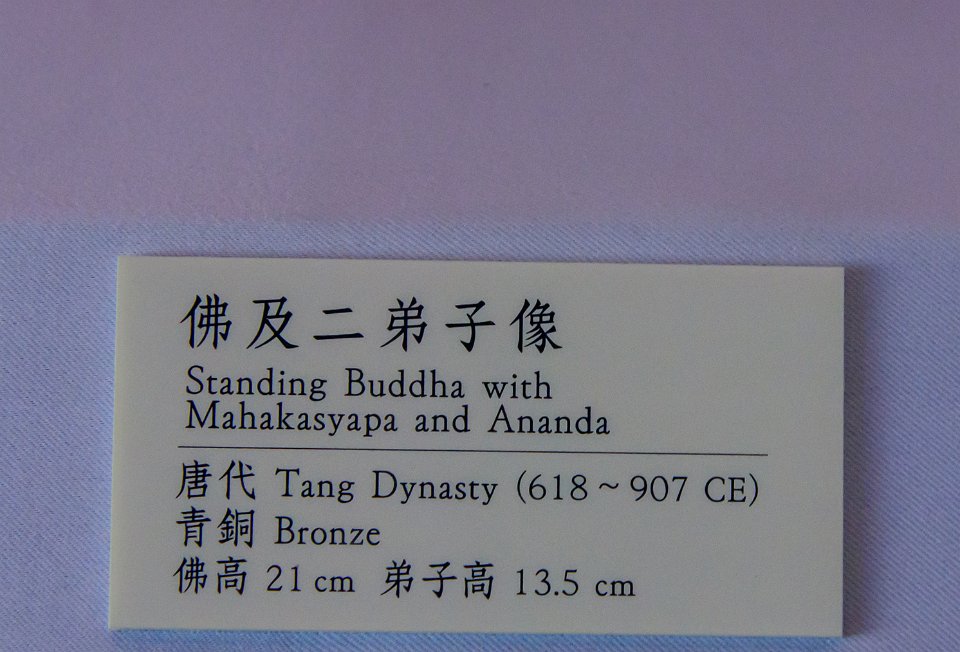 佛及二弟子像
Standing Buddha with
Mahakasyapa and Ananda
唐代 Tang Dynasty (618～907 CE)
青銅 Bronze
佛高 21 cm 弟子高 13.5 cm